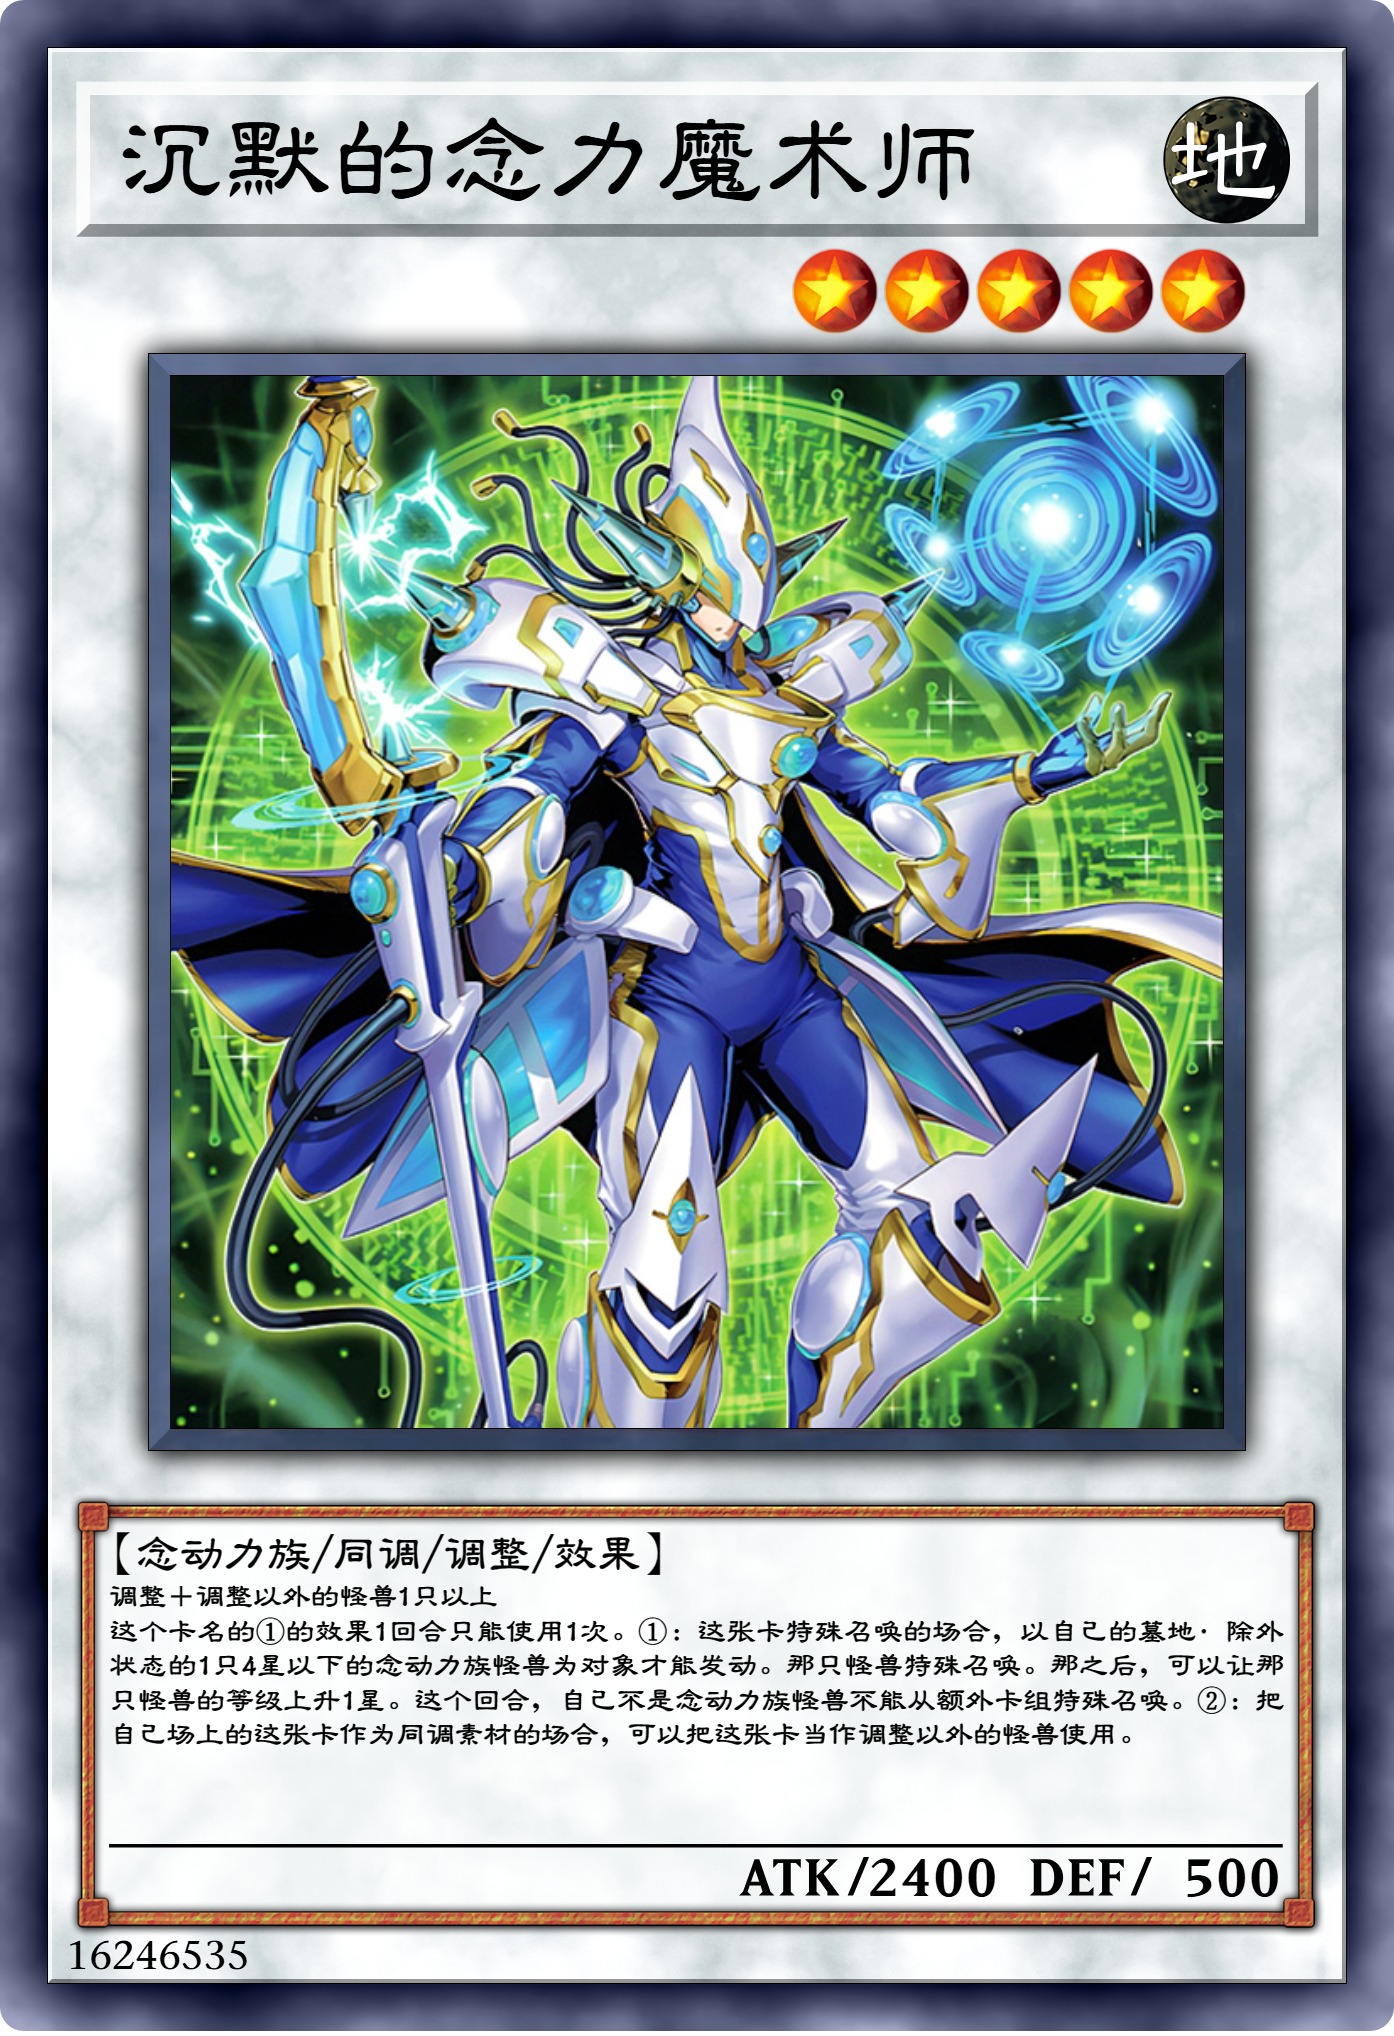 沉默的念力魔术师
地
【念动力族/同调/调整/效果】
调整＋调整以外的怪兽1只以上
这个卡名的①的效果1回合只能使用1次。①：这张卡特殊召唤的场合，以自己的墓地·除外
状态的1只4星以下的念动力族怪兽为对象才能发动。那只怪兽特殊召唤。那之后，可以让那
只怪兽的等级上升1星。这个回合，自己不是念动力族怪兽不能从额外卡组特殊召唤。②：把
自己场上的这张卡作为同调素材的场合，可以把这张卡当作调整以外的怪兽使用。
ATK/2400 DEF/ 500
16246535